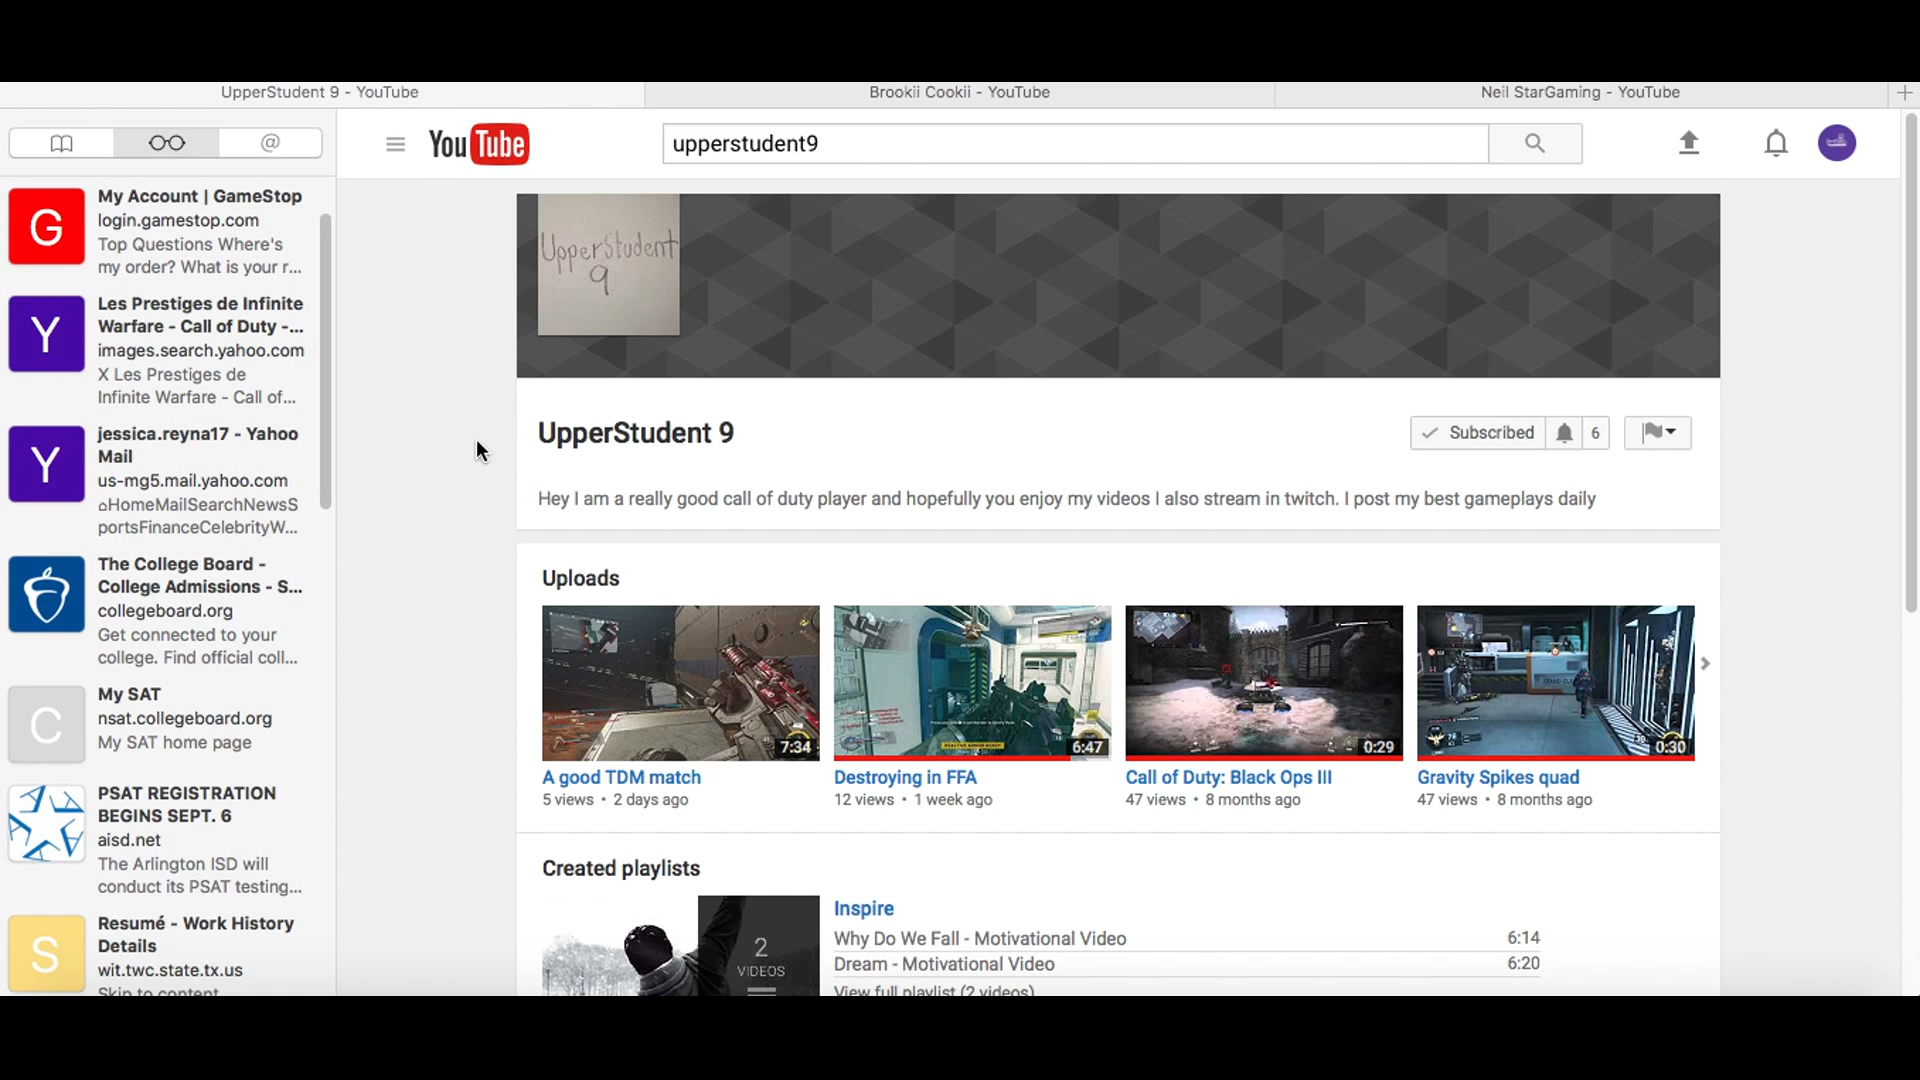 UpperStudent 9 - YouTube
Brookii Cookii - YouTube
Neil StarGaming - YouTube
@
G
My Account | GameStop
login.gamestop.com
Top Questions Where's
my order? What is your r...
Y
Les Prestiges de Infinite
Warfare - Call of Duty -...
images.search.yahoo.com
X Les Prestiges de
Infinite Warfare - Call of...
Y
jessica.reyna17 - Yahoo
Mail
us-mg5.mail.yahoo.com
HomeMailSearchNewsS
portsFinanceCelebrityW...
The College Board -
College Admissions - S...
collegeboard.org
Get connected to your
college. Find official coll...
C
My SAT
nsat.collegeboard.org
My SAT home page
PSAT REGISTRATION
BEGINS SEPT. 6
aisd.net
The Arlington ISD will
conduct its PSAT testing...
S
Resumé - Work History
Details
wit.twc.state.tx.us
Skip to content
YouTube
upperstudent9
UpperStudent
9
UpperStudent 9
Subscribed
6
Hey I am a really good call of duty player and hopefully you enjoy my videos I also stream in twitch. I post my best gameplays daily
Uploads
7:34
A good TDM match
5 views • 2 days ago
6:47
Destroying in FFA
12 views • 1 week ago
0:29
Call of Duty: Black Ops III
47 views • 8 months ago
0:30
Gravity Spikes quad
47 views • 8 months ago
Created playlists
2
VIDEOS
Inspire
Why Do We Fall - Motivational Video 6:14
Dream - Motivational Video 6:20
View full playlist (2 videos)